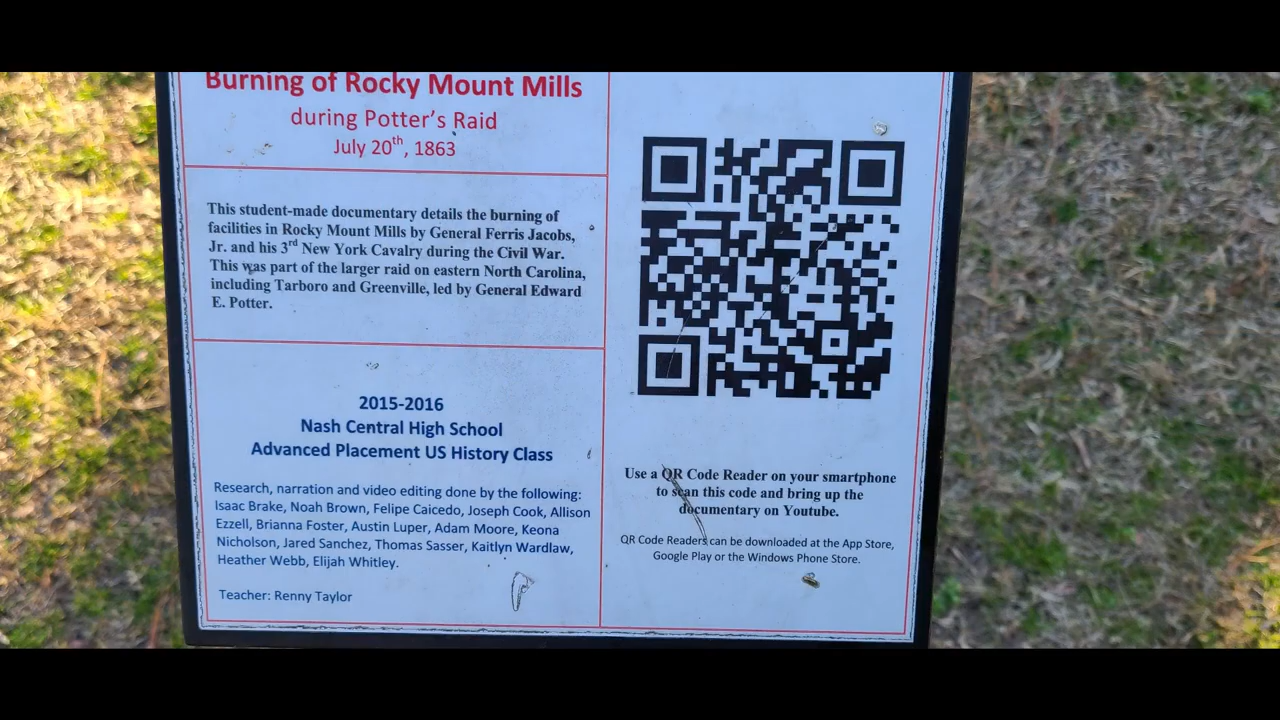 Burning of Rocky Mount Mills
during Potter's Raid
July 20th, 1863
This student-made documentary details the burning of
facilities in Rocky Mount Mills by General Ferris Jacobs,
Jr. and his 3rd New York Cavalry during the Civil War.
This was part of the larger raid on eastern North Carolina,
including Tarboro and Greenville, led by General Edward
E. Potter.
2015-2016
Nash Central High School
Advanced Placement US History Class
Research, narration and video editing done by the following:
Isaac Brake, Noah Brown, Felipe Caicedo, Joseph Cook, Allison
Ezzell, Brianna Foster, Austin Luper, Adam Moore, Keona
Nicholson, Jared Sanchez, Thomas Sasser, Kaitlyn Wardlaw,
Heather Webb, Elijah Whitley.
Teacher: Renny Taylor
Use a QR Code Reader on your smartphone
to scan this code and bring up the
documentary on Youtube.
QR Code Readers can be downloaded at the App Store,
Google Play or the Windows Phone Store.